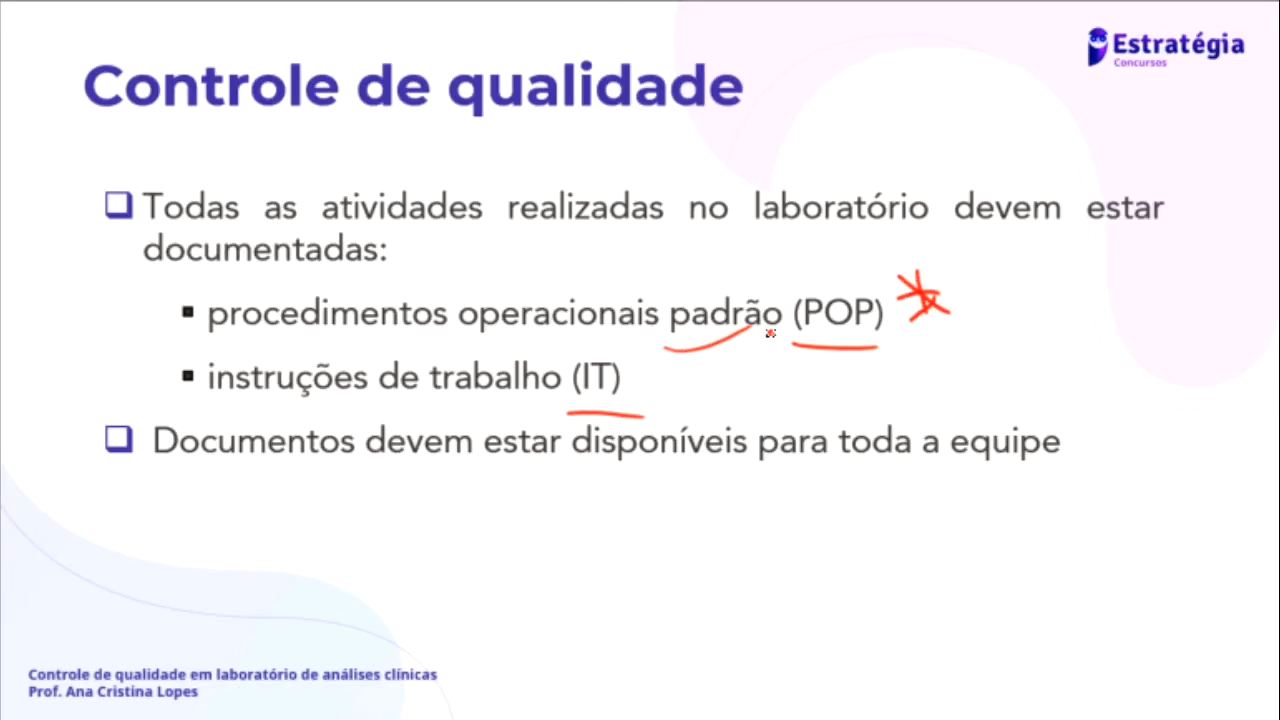 Estratégia
Concursos
Controle de qualidade
Todas as atividades realizadas no laboratório devem estar
documentadas:
procedimentos operacionais padrão (POP)
instruções de trabalho (IT)
Documentos devem estar disponíveis para toda a equipe
Controle de qualidade em laboratório de análises clínicas
Prof. Ana Cristina Lopes